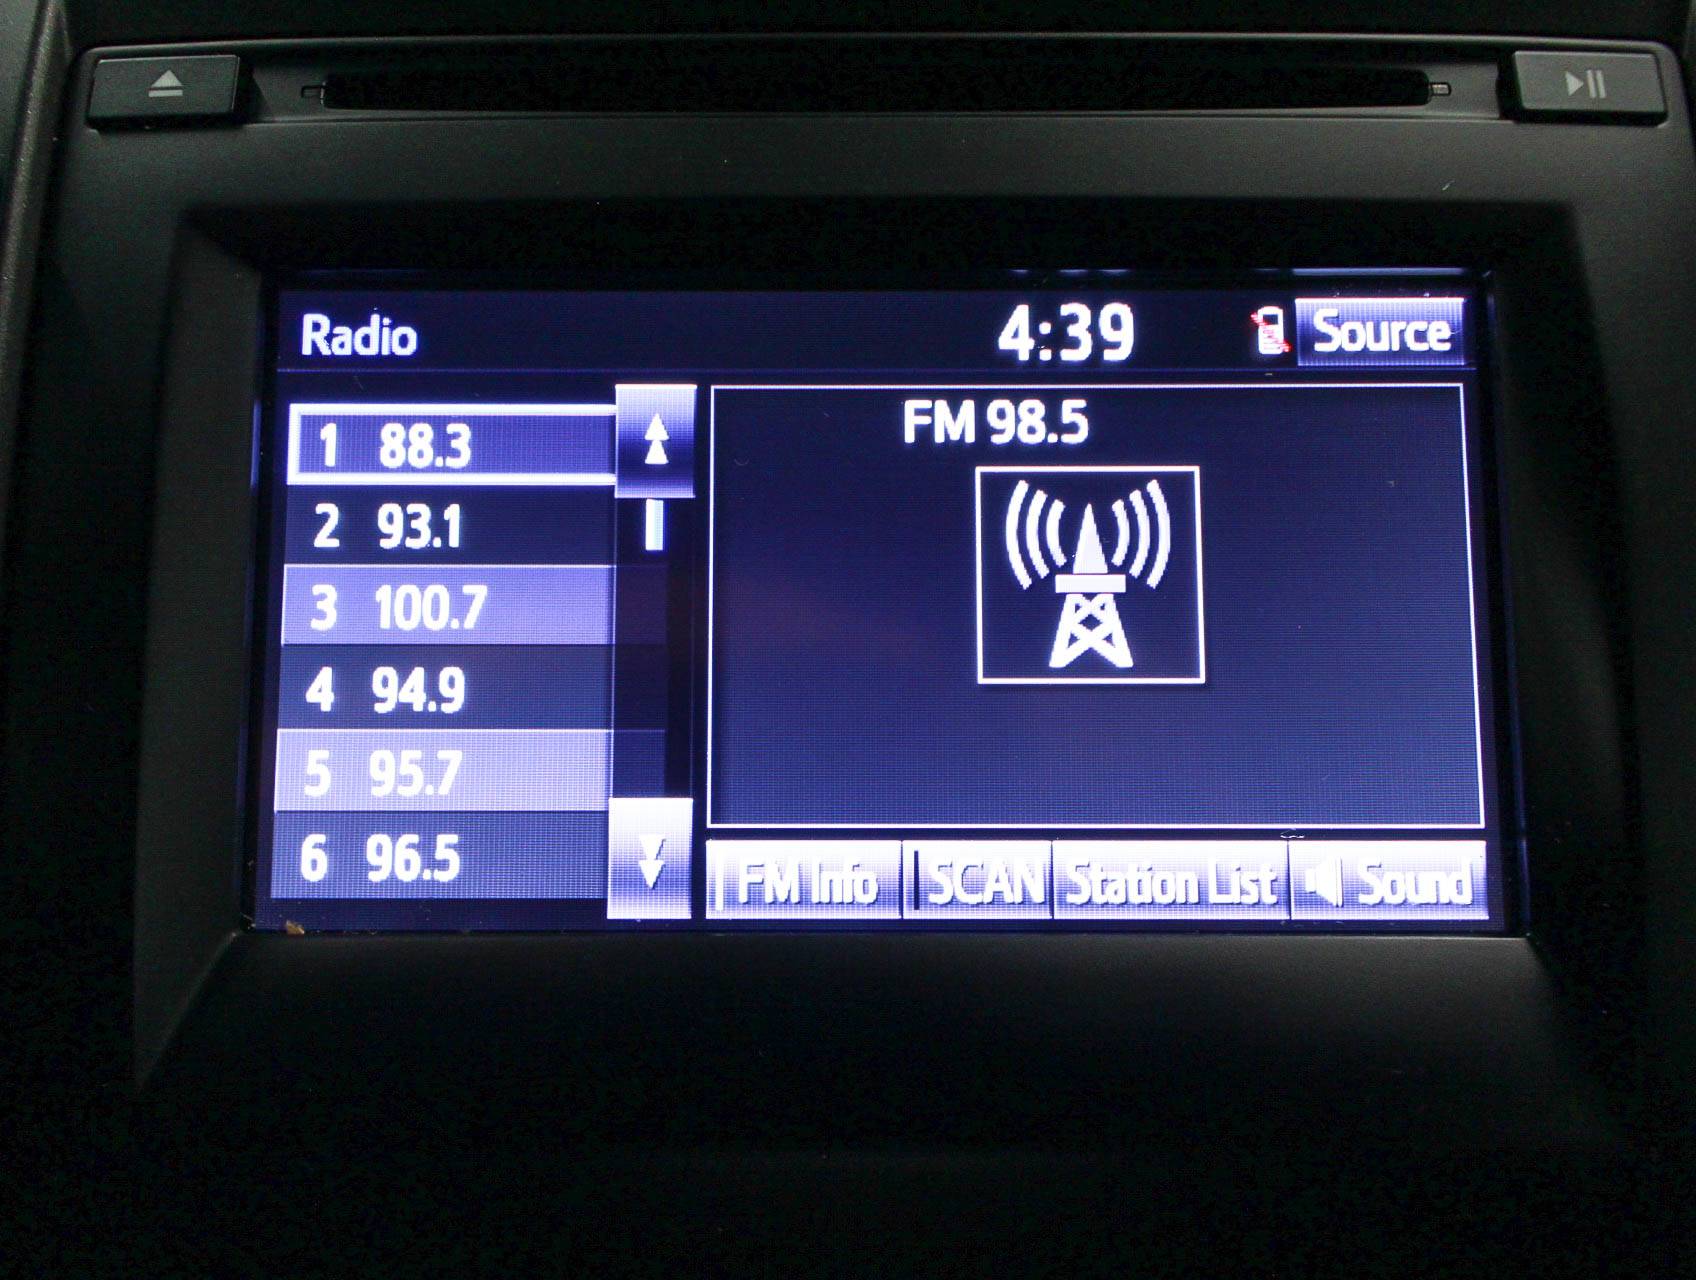 Radio 4:39 Source
1 88.3
2 93.1
3 100.7
4 94.9
5 95.7
6 96.5
FM 98.5
FM Info SCAN Station List Sound